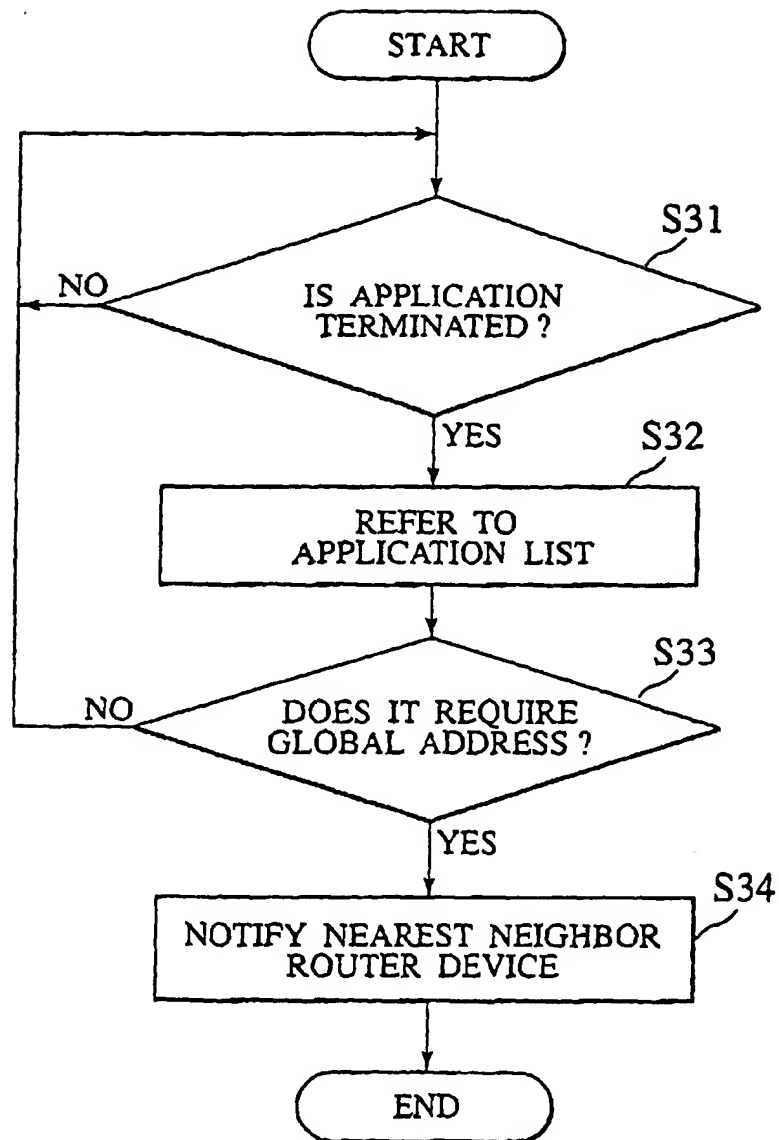 START
S31
NO
IS APPLICATION
TERMINATED ?
YES
S32
REFER TO
APPLICATION LIST
S33
NO
DOES IT REQUIRE
GLOBAL ADDRESS ?
YES
S34
NOTIFY NEAREST NEIGHBOR
ROUTER DEVICE
END